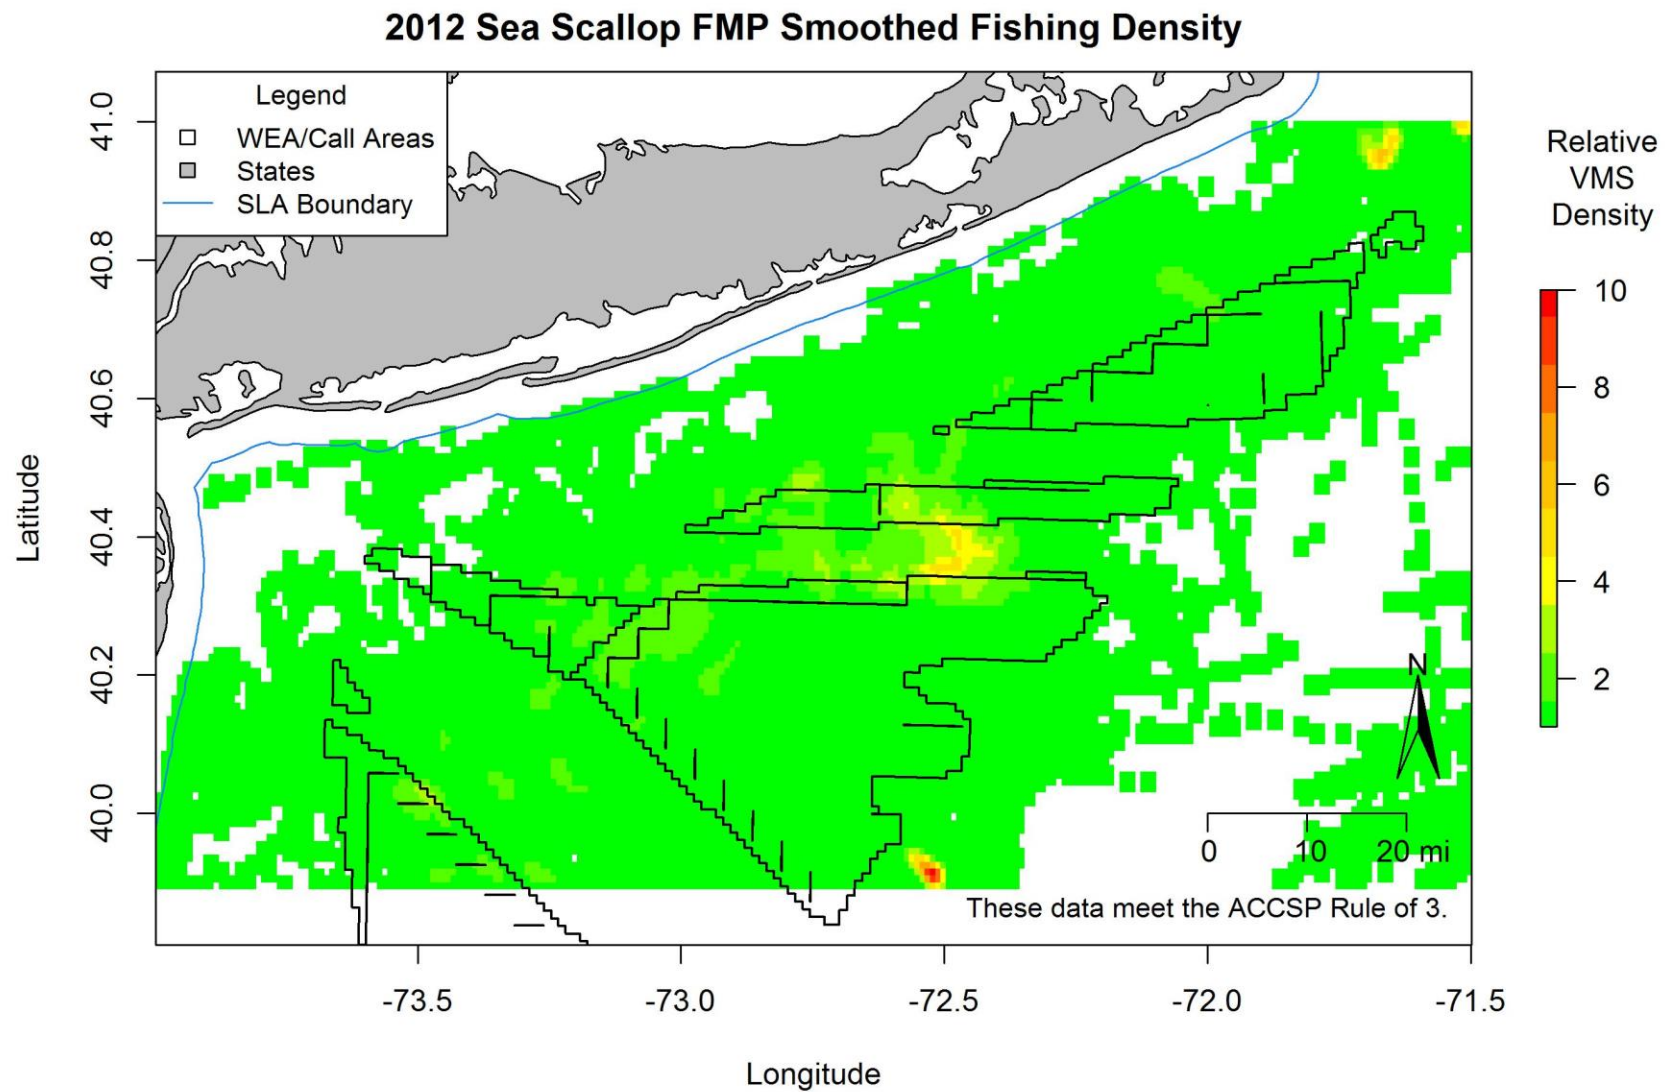 2012 Sea Scallop FMP Smoothed Fishing Density
Legend
WEA/Call Areas
States
SLA Boundary
Relative
VMS
Density
10
8
6
4
2
Latitude
41.0
40.8
40.6
40.4
40.2
40.0
N
0 10 20 mi
These data meet the ACCSP Rule of 3.
-73.5 -73.0 -72.5 -72.0 -71.5
Longitude